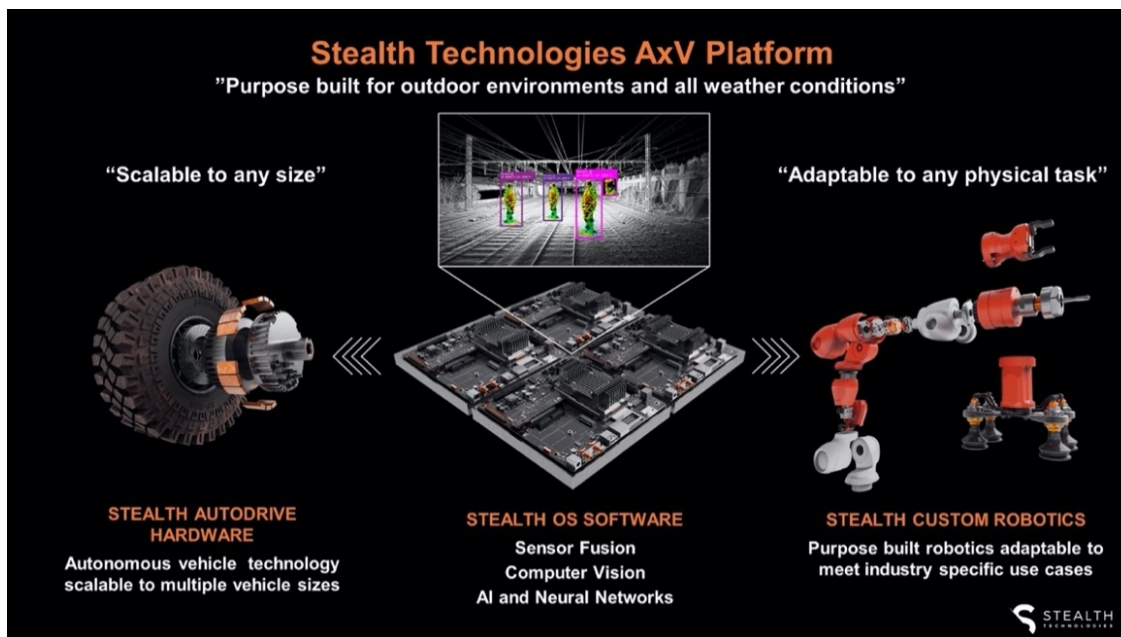 Stealth Technologies AxV Platform
”Purpose built for outdoor environments and all weather conditions”
“Scalable to any size”
“Adaptable to any physical task”
STEALTH AUTODRIVE
HARDWARE
Autonomous vehicle technology
scalable to multiple vehicle sizes
STEALTH OS SOFTWARE
Sensor Fusion
Computer Vision
AI and Neural Networks
STEALTH CUSTOM ROBOTICS
Purpose built robotics adaptable to
meet industry specific use cases
STEALTH
TECHNOLOGIES